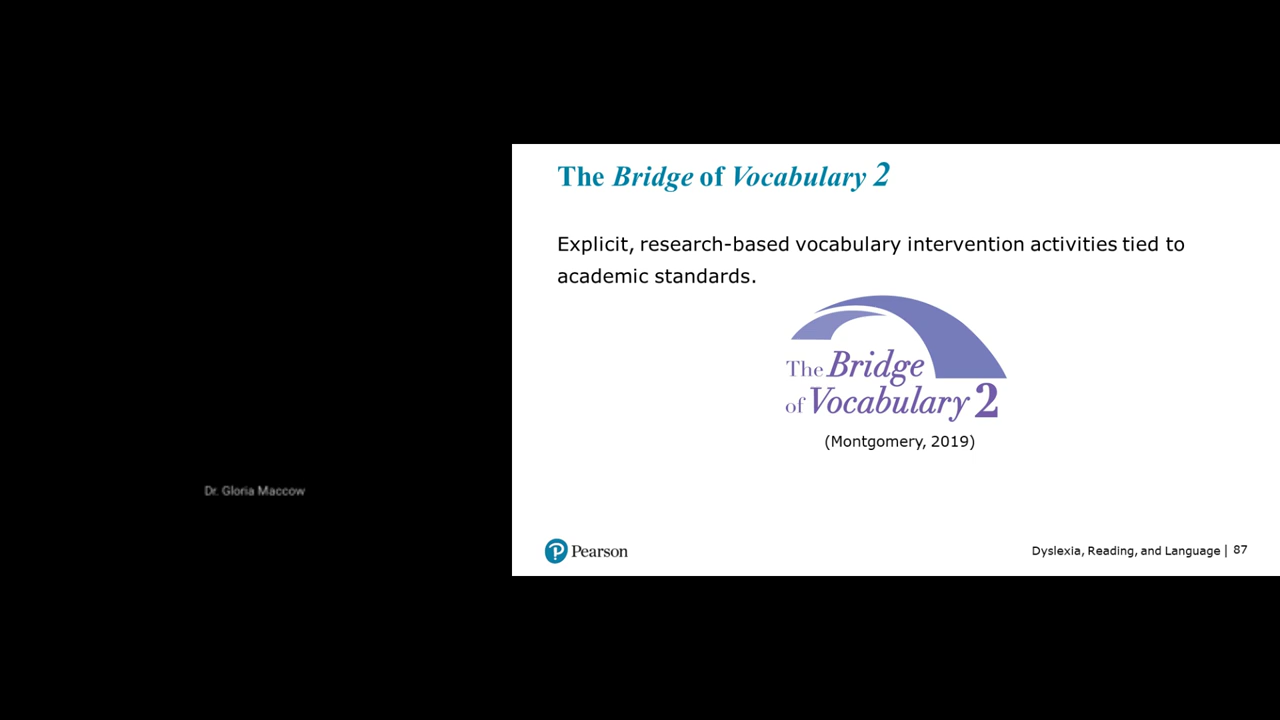 The Bridge of Vocabulary 2
Explicit, research-based vocabulary intervention activities tied to
academic standards.
The Bridge
of Vocabulary 2
(Montgomery, 2019)
Dr. Gloria Maccow
Pearson
Dyslexia, Reading, and Language | 87